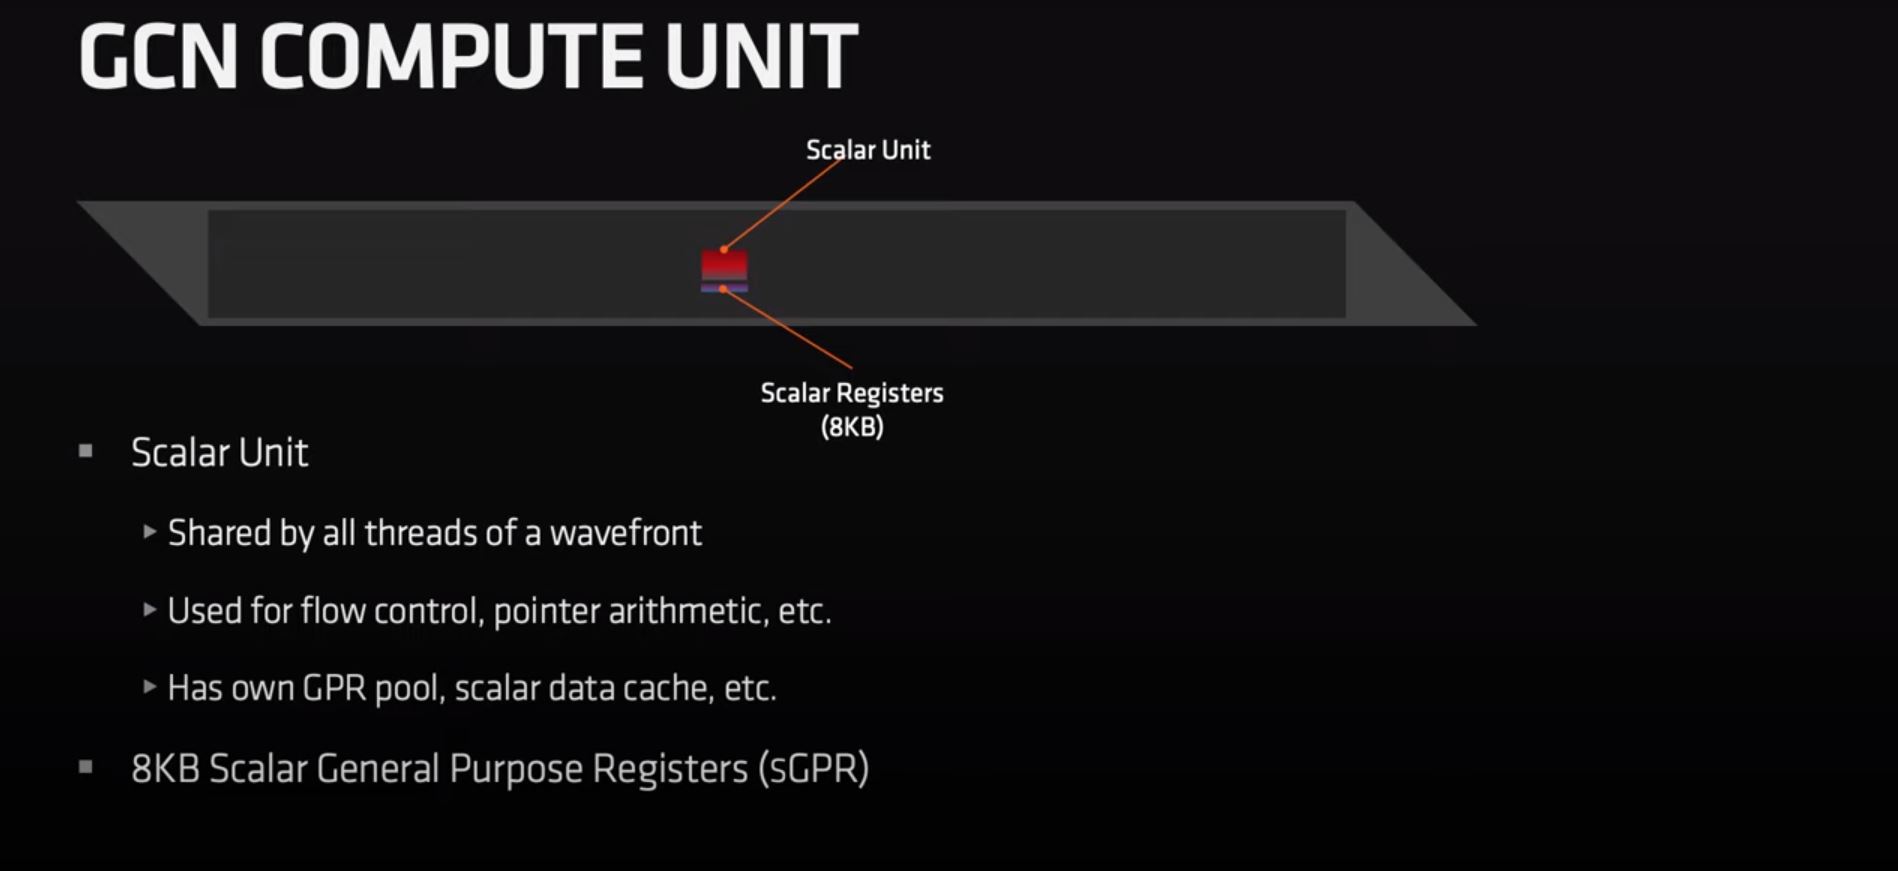 GCN COMPUTE UNIT
Scalar Unit
Scalar Registers
(8KB)
Scalar Unit
Shared by all threads of a wavefront
Used for flow control, pointer arithmetic, etc.
Has own GPR pool, scalar data cache, etc.
8KB Scalar General Purpose Registers (sGPR)